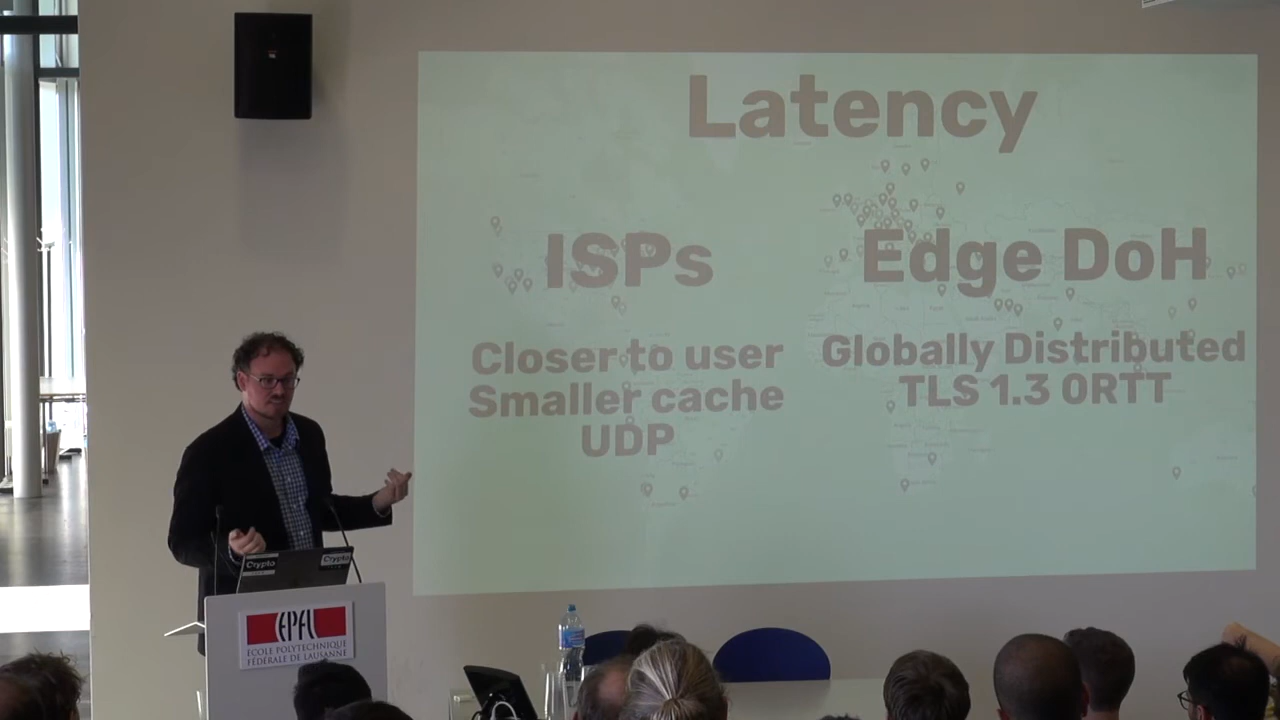 Latency
ISPs
Edge DoH
Closer to user
Smaller cache
UDP
Globally Distributed
TLS 1.3 0RTT
Crypto
Crypto
EPFL
ECOLE POLYTECHNIQUE
FÉDÉRALE DE LAUSANNE